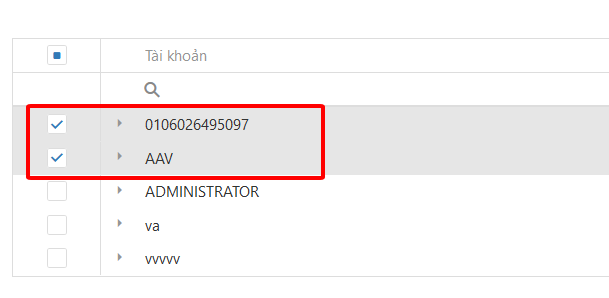 Tài khoản
0106026495097
AAV
ADMINISTRATOR
va
vvvvv